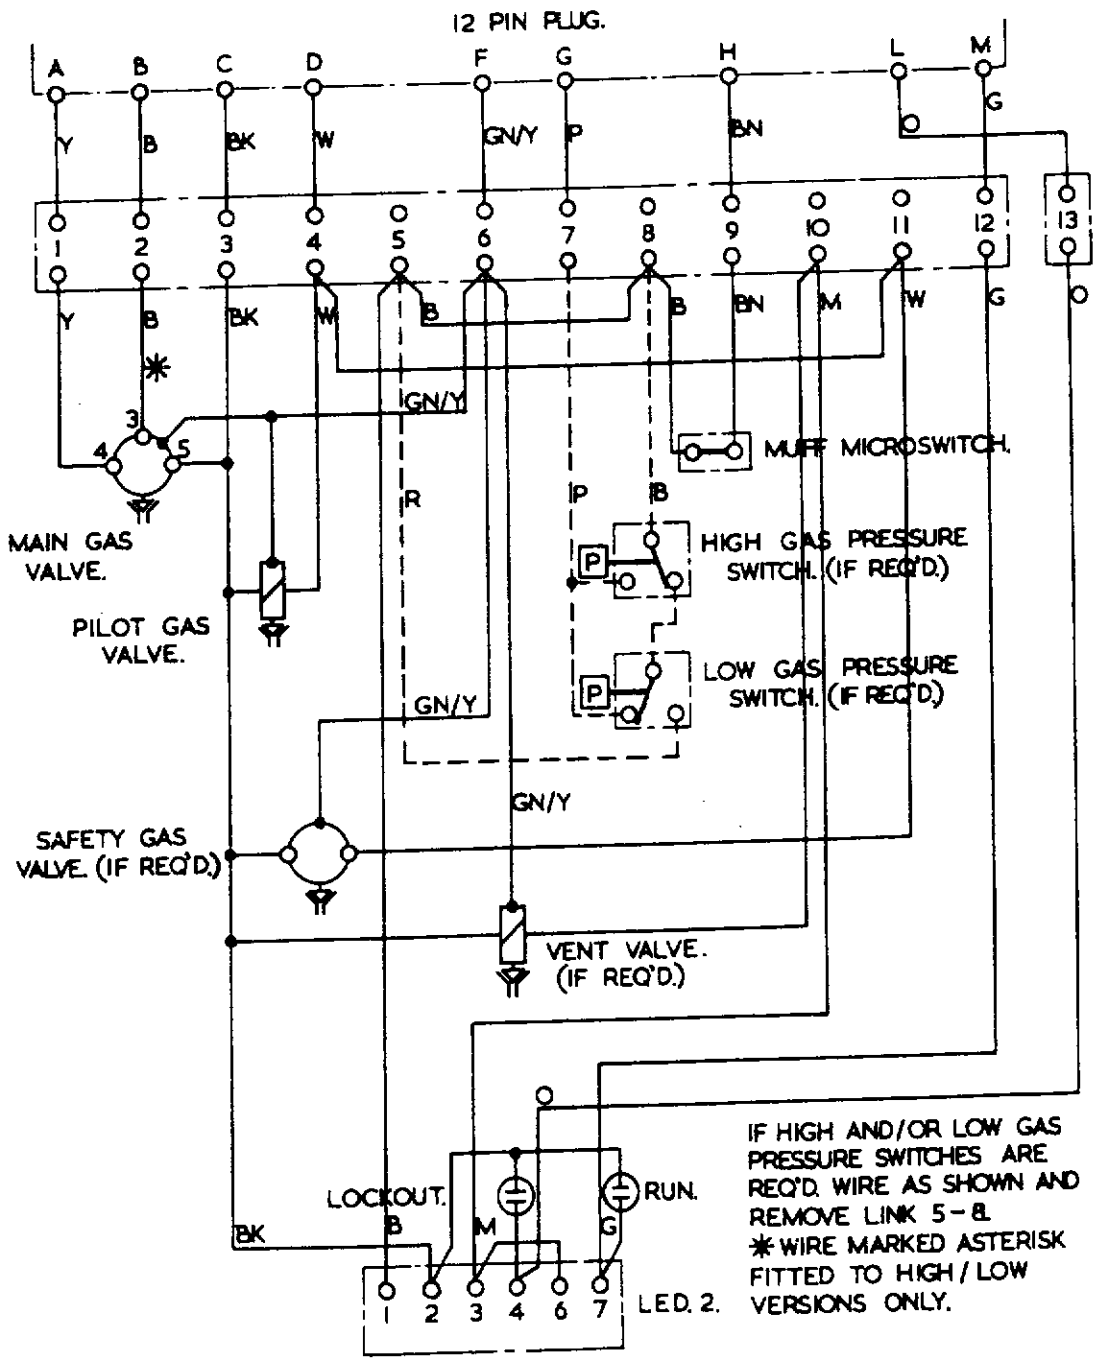 12 PIN PLUG.
A B C D F G H L M
Y B BK W GN/Y P BN O G
1 2 3 4 5 6 7 8 9 10 11 12 13
Y B BK W B B BN M W G O
✳
GN/Y
3
4 5
MUFF MICROSWITCH.
R P B
MAIN GAS
VALVE.
P
HIGH GAS PRESSURE
SWITCH. (IF REQ'D.)
PILOT GAS
VALVE.
P
LOW GAS PRESSURE
SWITCH. (IF REQ'D.)
GN/Y
GN/Y
SAFETY GAS
VALVE. (IF REQ'D.)
VENT VALVE.
(IF REQ'D.)
O
IF HIGH AND/OR LOW GAS
PRESSURE SWITCHES ARE
REQ'D. WIRE AS SHOWN AND
REMOVE LINK 5-8.
✳ WIRE MARKED ASTERISK
FITTED TO HIGH/LOW
VERSIONS ONLY.
LOCKOUT. RUN.
BK B M G
1 2 3 4 6 7 LED. 2.